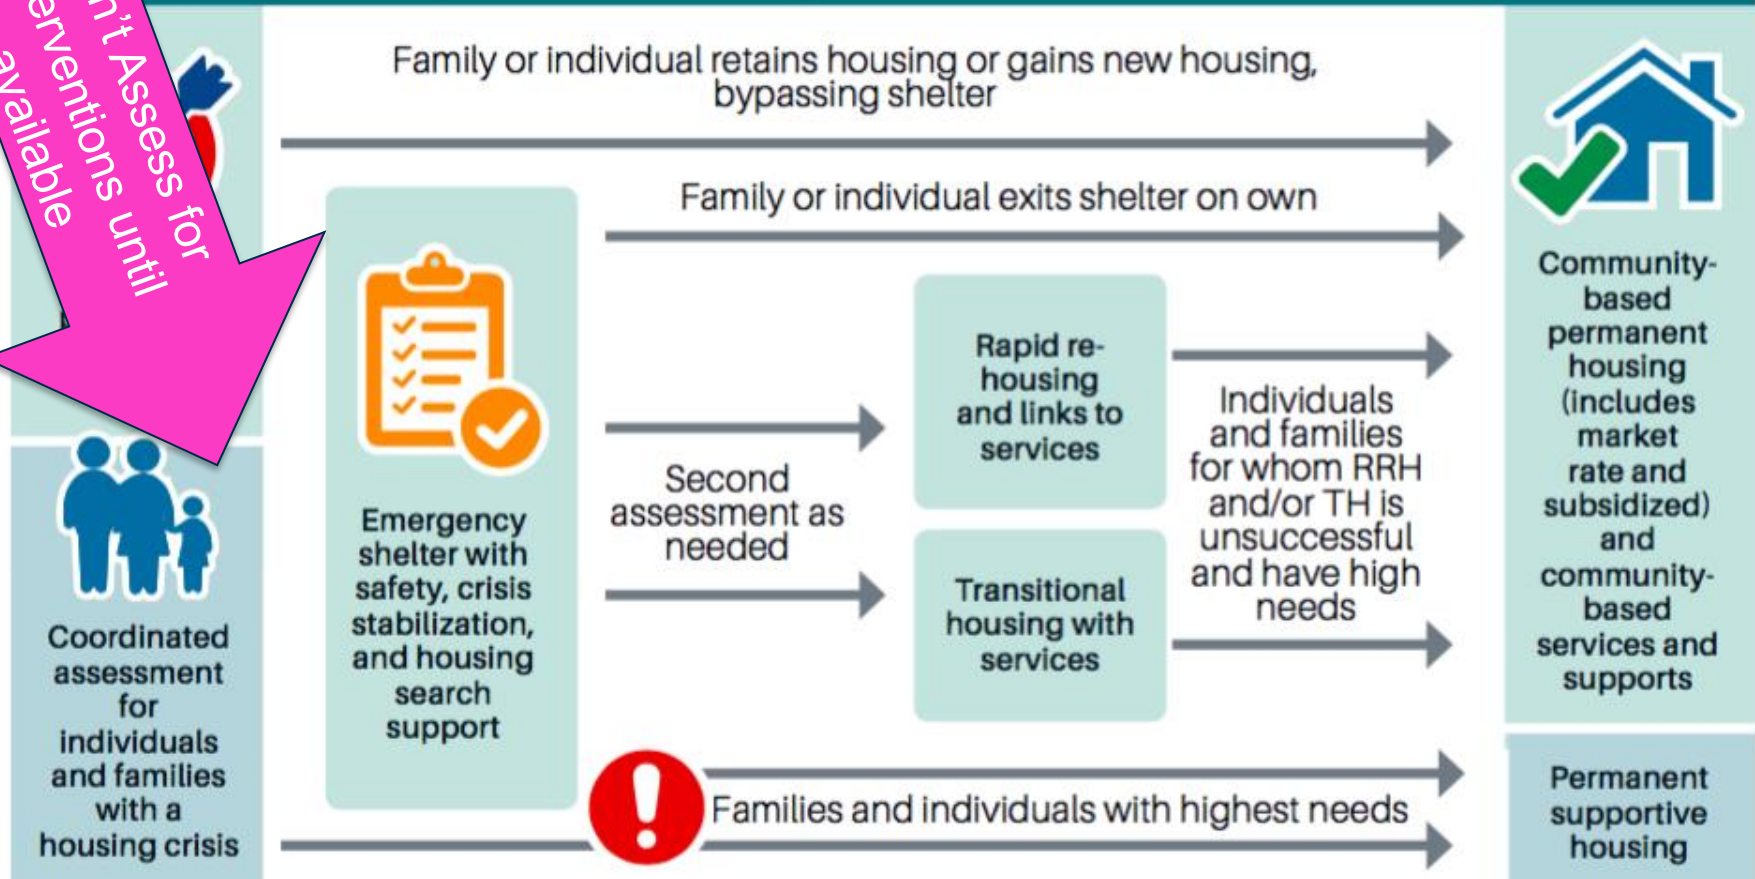 n't Assess for
erventions until
available
Family or individual retains housing or gains new housing,
bypassing shelter
Family or individual exits shelter on own
Coordinated
assessment
for
individuals
and families
with a
housing crisis
Emergency
shelter with
safety, crisis
stabilization,
and housing
search
support
Second
assessment as
needed
Rapid re-
housing
and links to
services
Transitional
housing with
services
Individuals
and families
for whom RRH
and/or TH is
unsuccessful
and have high
needs
Families and individuals with highest needs
Community-
based
permanent
housing
(includes
market
rate and
subsidized)
and
community-
based
services and
supports
Permanent
supportive
housing